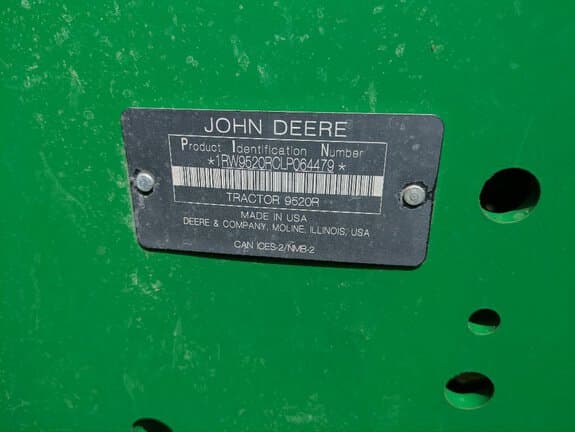 JOHN DEERE
Product Identification Number
*1RW9520RCLP064479*
TRACTOR 9520R
MADE IN USA
DEERE & COMPANY, MOLINE, ILLINOIS, USA
CAN ICES-2/NMB-2